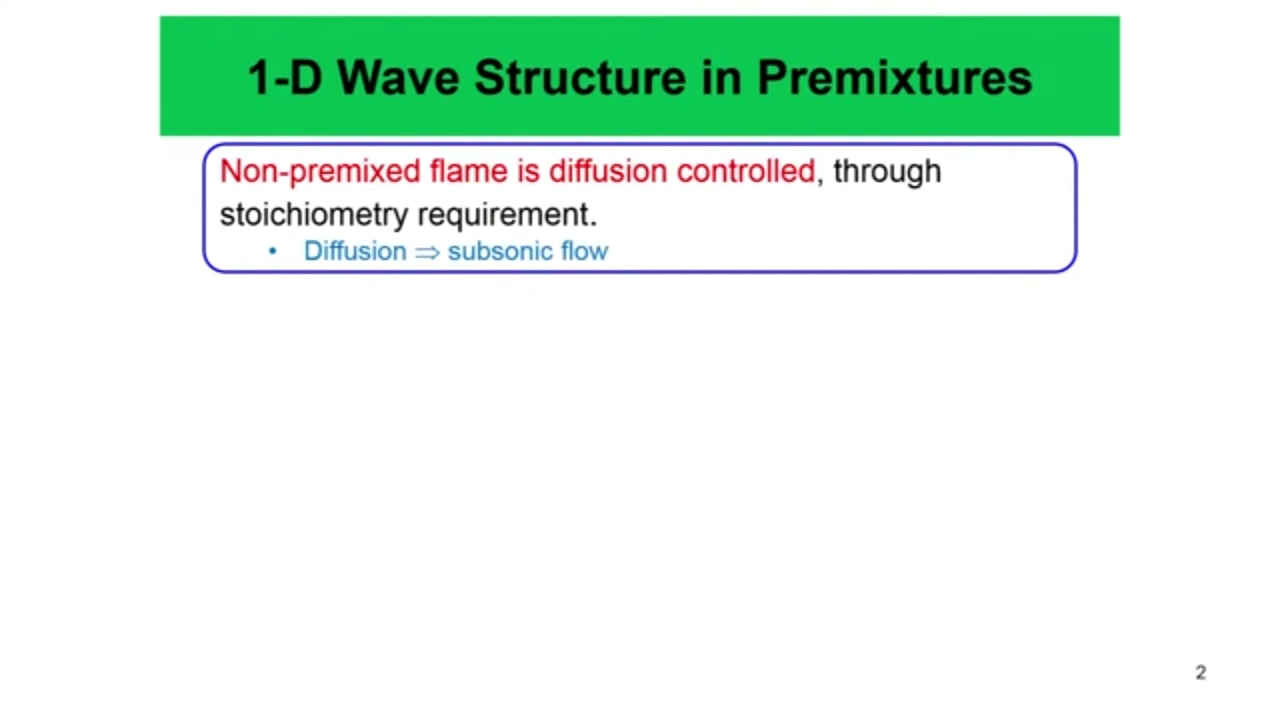 1-D Wave Structure in Premixtures
Non-premixed flame is diffusion controlled, through
stoichiometry requirement.
• Diffusion ⇒ subsonic flow
2